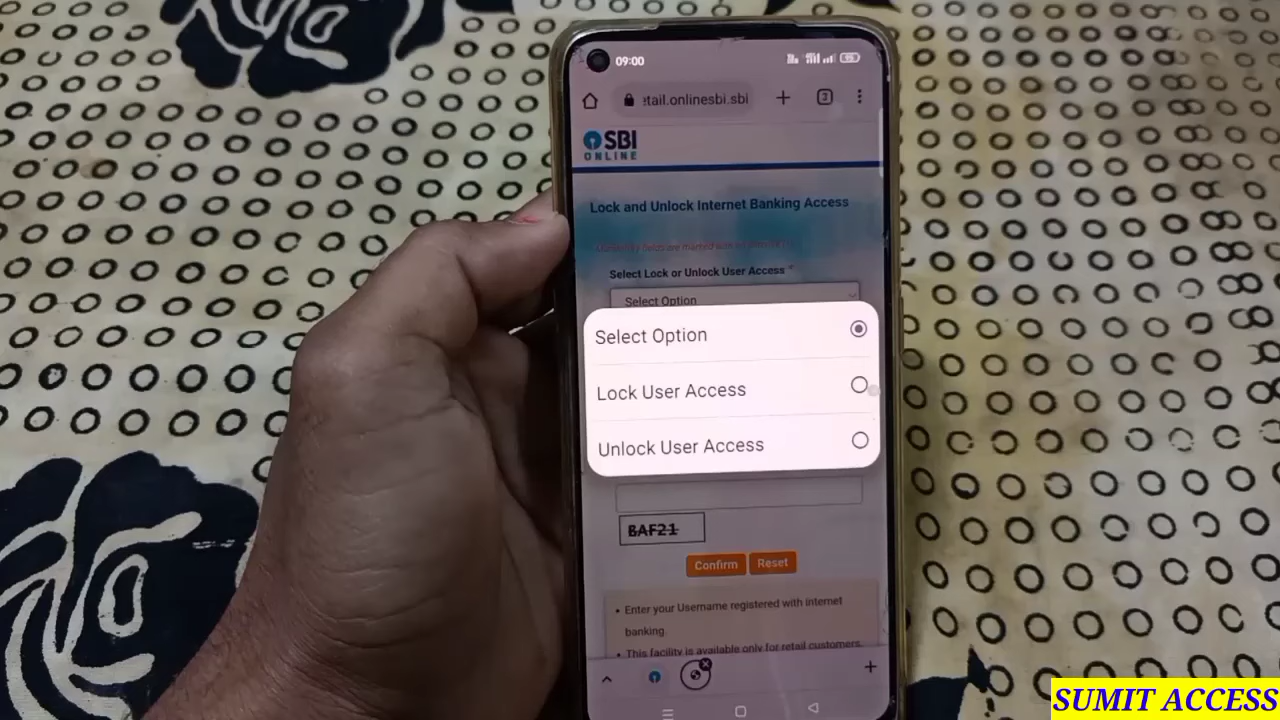 09:00
etail.onlinesbi.sbi
3
SBI
ONLINE
Lock and Unlock Internet Banking Access
Select Lock or Unlock User Access *
Select Option
Select Option
Lock User Access
Unlock User Access
BAF21
Confirm Reset
• Enter your Username registered with internet
banking.
• This facility is available only for retail customers.
SUMIT ACCESS